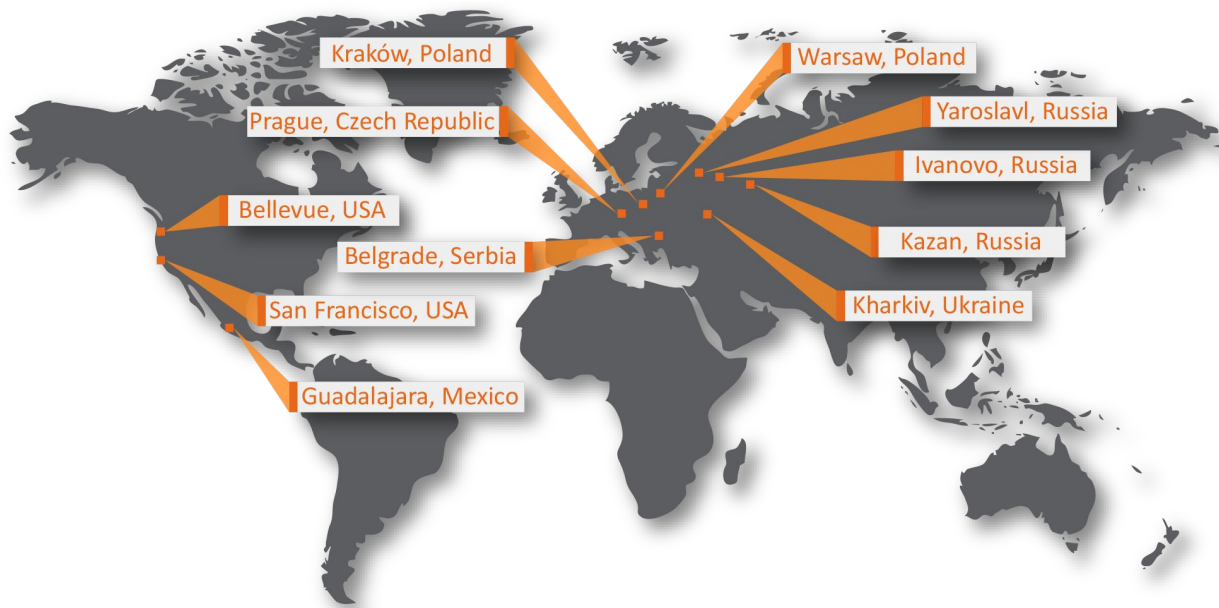 Kraków, Poland
Warsaw, Poland
Prague, Czech Republic
Yaroslavl, Russia
Ivanovo, Russia
Bellevue, USA
Kazan, Russia
Belgrade, Serbia
San Francisco, USA
Kharkiv, Ukraine
Guadalajara, Mexico